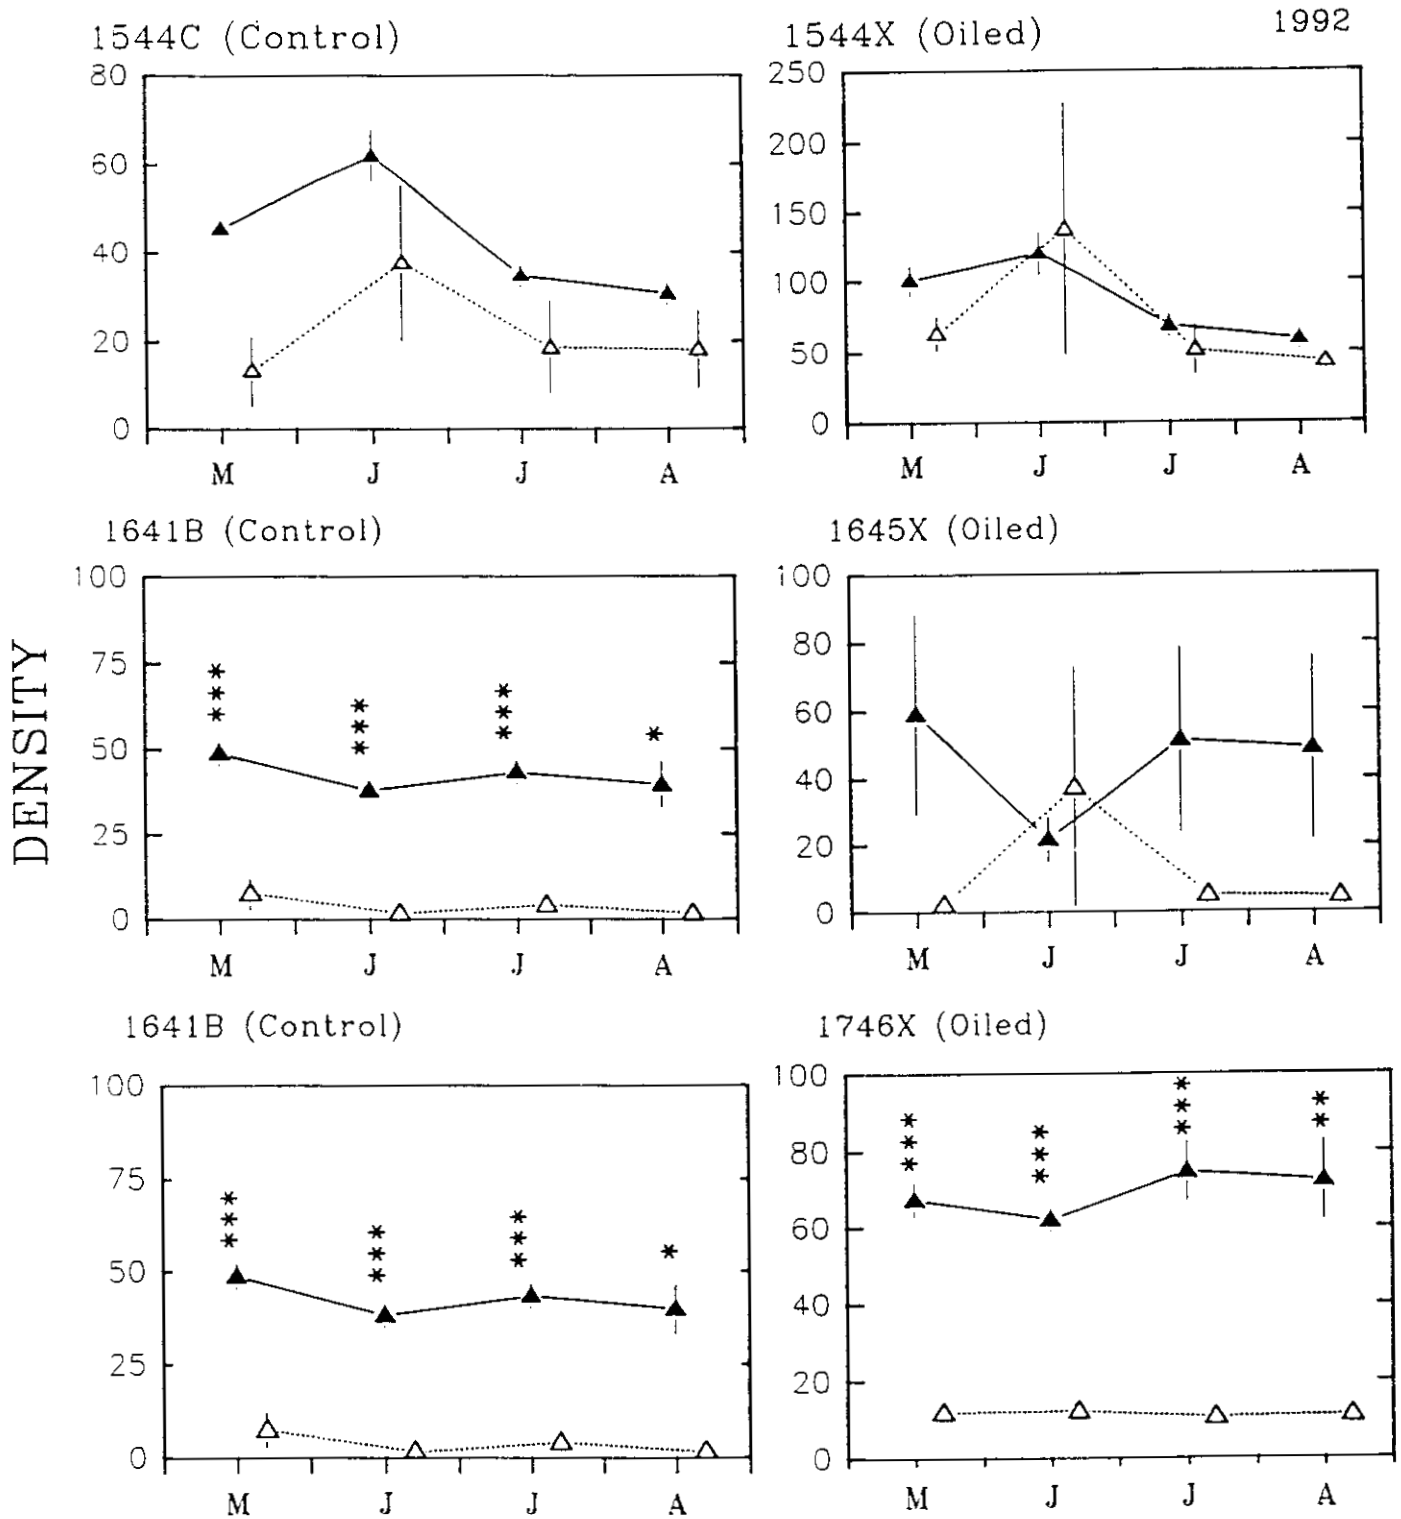 1544C (Control)
1544X (Oiled)
1992
80
60
40
20
0
M J J A
250
200
150
100
50
0
M J J A
DENSITY
1641B (Control)
100
75
50
25
0
*** *** *** *
M J J A
1645X (Oiled)
100
80
60
40
20
0
M J J A
1641B (Control)
100
75
50
25
0
*** *** *** *
M J J A
1746X (Oiled)
100
80
60
40
20
0
*** *** *** **
M J J A